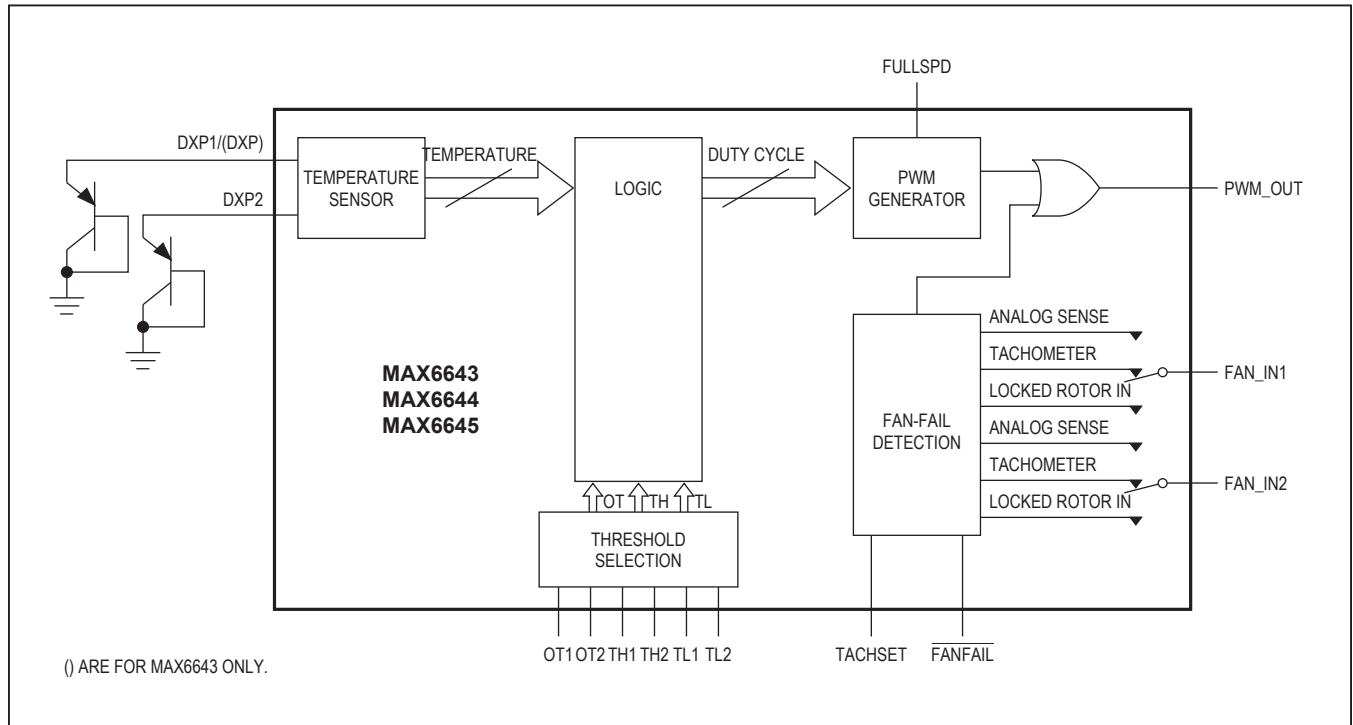 FULLSPD
DXP1/(DXP)
DXP2
TEMPERATURE
SENSOR
TEMPERATURE
LOGIC
DUTY CYCLE
PWM
GENERATOR
PWM_OUT
MAX6643
MAX6644
MAX6645
FAN-FAIL
DETECTION
ANALOG SENSE
TACHOMETER
LOCKED ROTOR IN
ANALOG SENSE
TACHOMETER
LOCKED ROTOR IN
FAN_IN1
FAN_IN2
OT TH TL
THRESHOLD
SELECTION
OT1 OT2 TH1 TH2 TL1 TL2
TACHSET
FANFAIL
() ARE FOR MAX6643 ONLY.